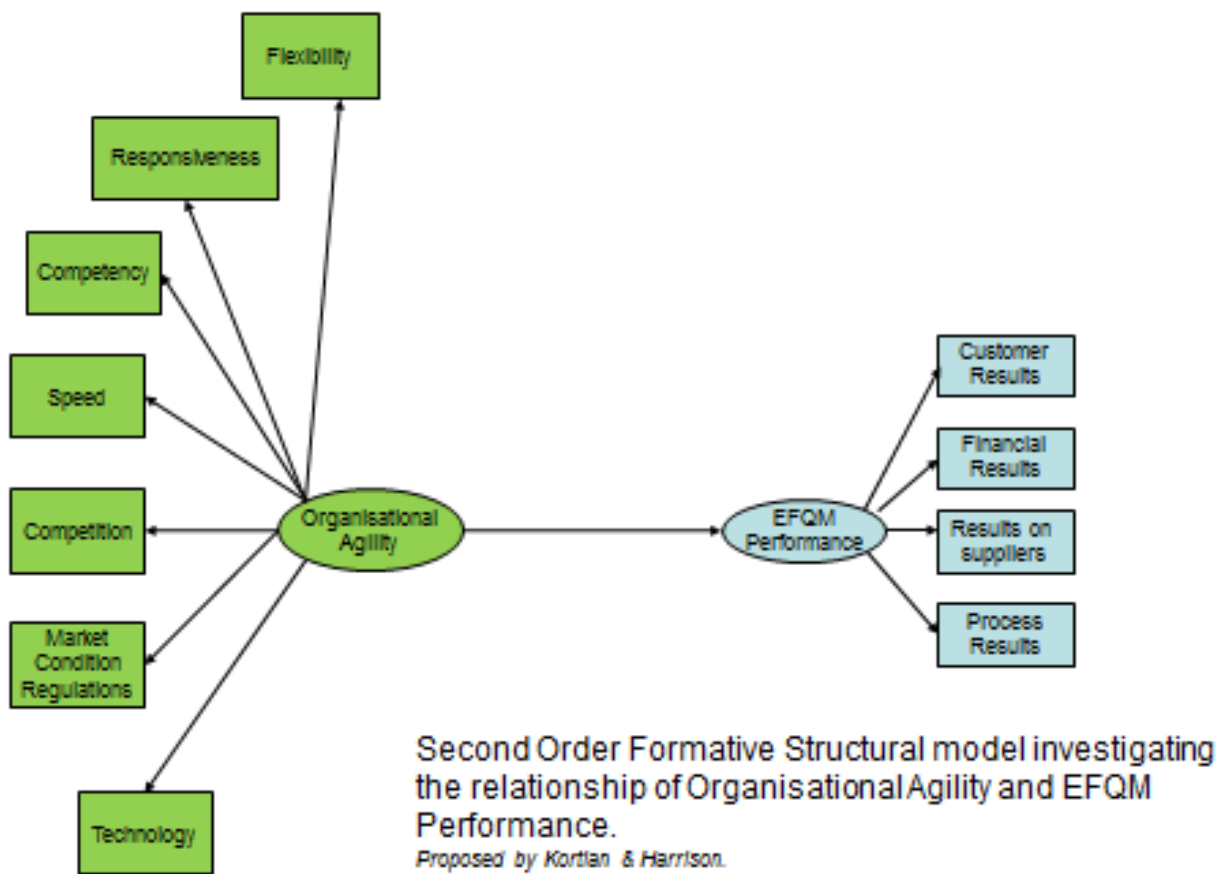 Flexibility
Responsiveness
Competency
Speed
Competition
Market
Condition
Regulations
Technology
Organisational
Agility
EFQM
Performance
Customer
Results
Financial
Results
Results on
suppliers
Process
Results
Second Order Formative Structural model investigating
the relationship of Organisational Agility and EFQM
Performance.
Proposed by Kortian & Harrison.